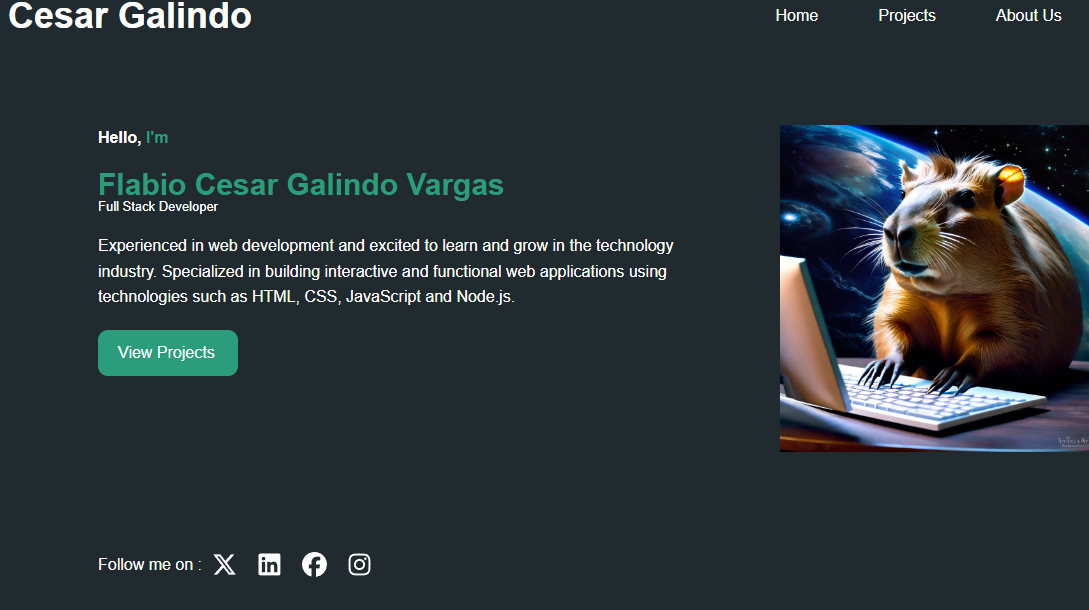 Cesar Galindo
Home Projects About Us
Hello, I'm
Flabio Cesar Galindo Vargas
Full Stack Developer
Experienced in web development and excited to learn and grow in the technology
industry. Specialized in building interactive and functional web applications using
technologies such as HTML, CSS, JavaScript and Node.js.
View Projects
Follow me on :